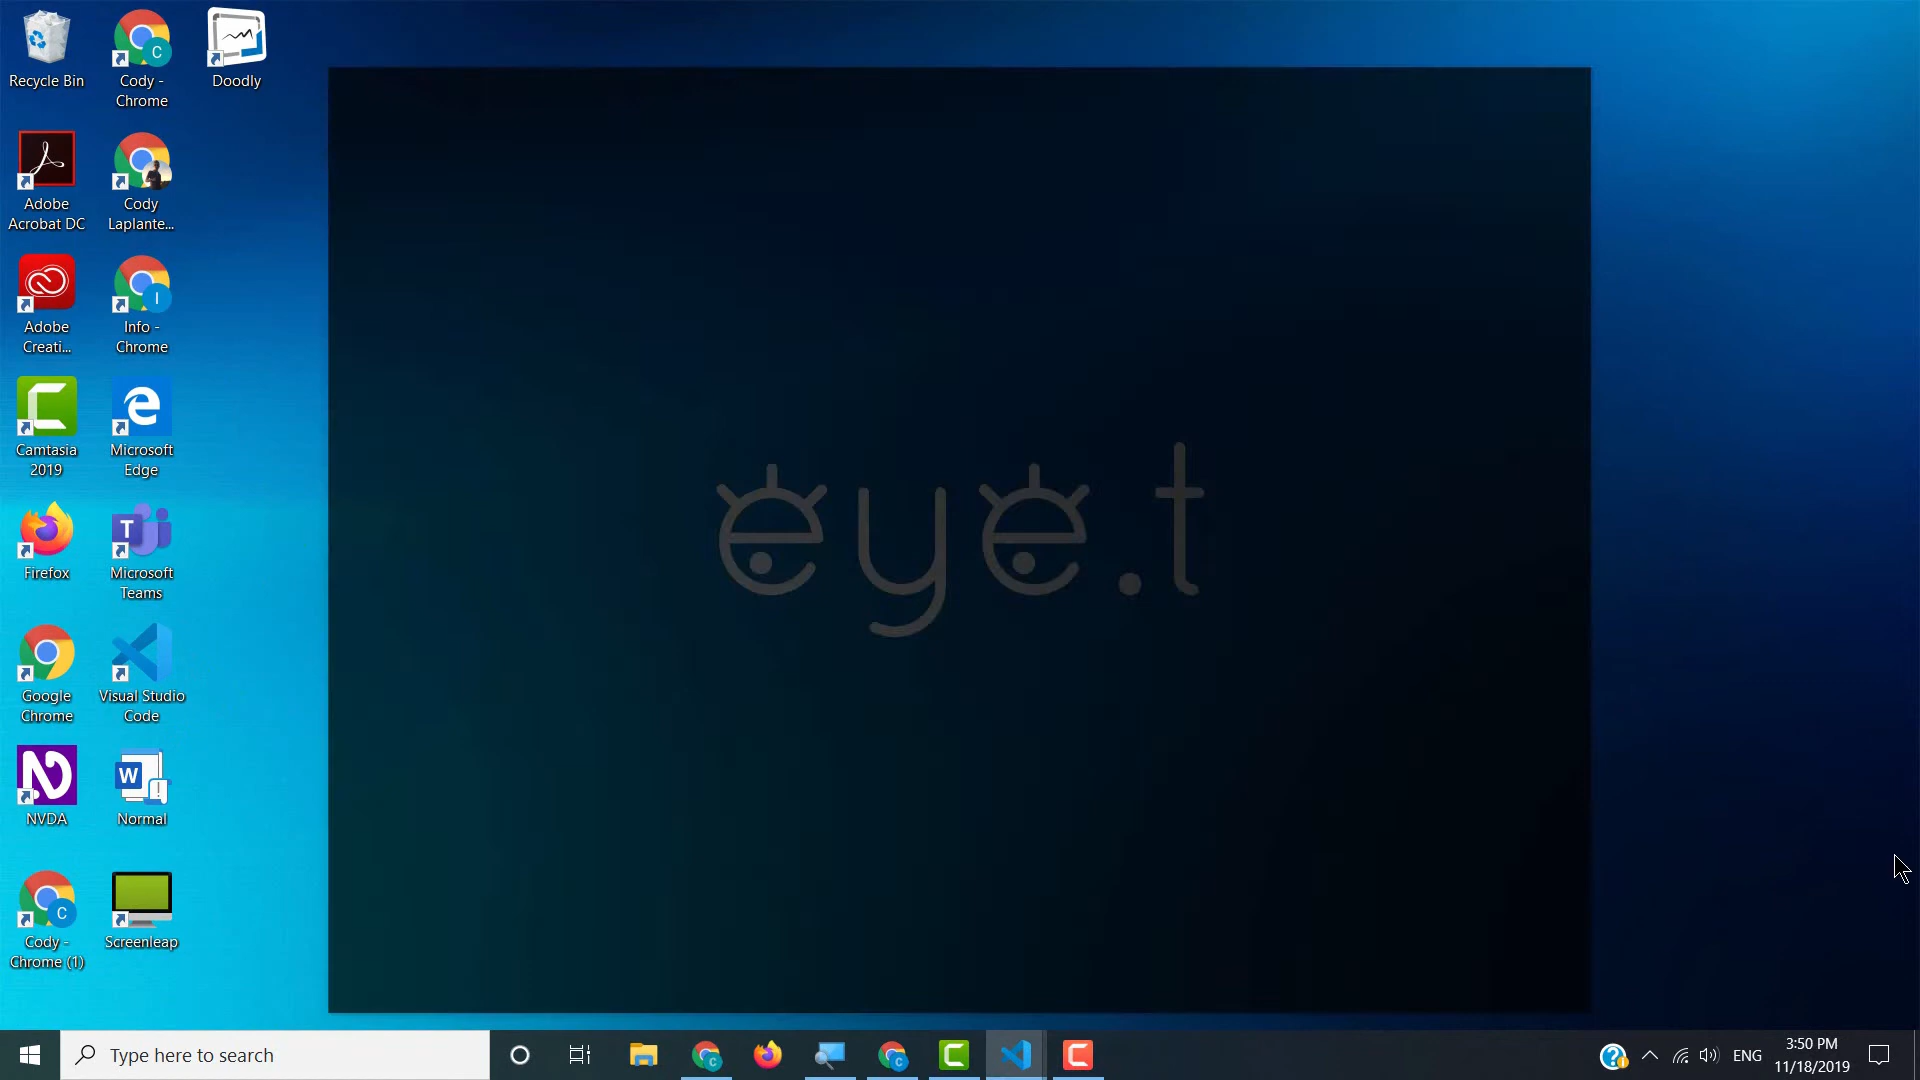 Recycle Bin
Cody -
Chrome
Doodly
Adobe
Acrobat DC
Cody
Laplante...
Adobe
Creati...
Info -
Chrome
Camtasia
2019
Microsoft
Edge
Firefox
Microsoft
Teams
Google
Chrome
Visual Studio
Code
NVDA
Normal
Cody -
Chrome (1)
Screenleap
eye.t
Type here to search
ENG
3:50 PM
11/18/2019